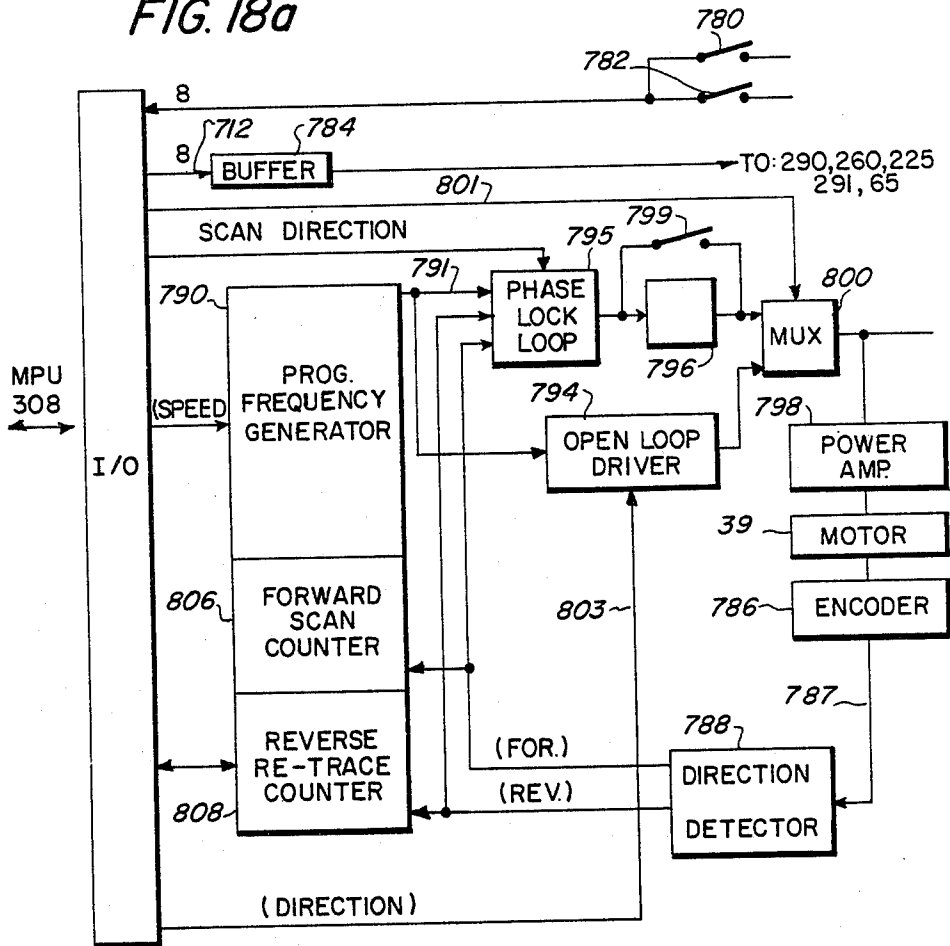 FIG. 18a
780
782
8
712
784
8
BUFFER
TO: 290, 260, 225
291, 65
801
799
SCAN DIRECTION
795
791
800
790
PHASE
LOCK
LOOP
MUX
796
MPU
308
PROG.
FREQUENCY
GENERATOR
794
798
(SPEED
OPEN LOOP
DRIVER
POWER
AMP.
I/O
39
MOTOR
806
FORWARD
SCAN
COUNTER
803
786
ENCODER
787
788
REVERSE
RE-TRACE
COUNTER
(FOR.)
DIRECTION
DETECTOR
(REV.)
808
(DIRECTION)